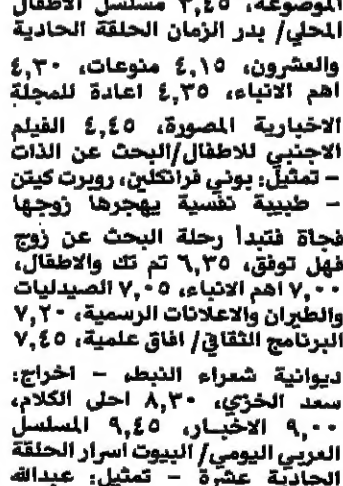 الموضوعة، ٣,٤٥ مسلسل الاطفال
المحلي/ بدر الزمان الحلقة الحادية
والعشرون، ٤,١٥ منوعات، ٤,٣٠
اهم الانباء، ٤,٣٥ اعادة للمجلة
الاخبارية المصورة، ٤,٤٥ الفيلم
الاجنبي للاطفال/البحث عن الذات
– تمثيل: بوني فرانكلين، روبرت كيتن
– طبيبة نفسية يهجرها زوجها
فجأة فتبدأ رحلة البحث عن زوج
فهل توفق، ٦,٣٥ تم تك والاطفال،
٧,٠٠ اهم الانباء، ٧,٠٥ الصيدليات
والطيران والاعلانات الرسمية، ٧,٢٠
البرنامج الثقافي/ افاق علمية، ٧,٤٥
ديوانية شعراء النبط، – اخراج:
سعد الخزي، ٨,٣٠ احلى الكلام،
٩,٠٠ الاخبـار، ٩,٤٥ المسلسل
العربي اليومي/ البيوت اسرار الحلقة
الحادية عشرة – تمثيل: عبدالله